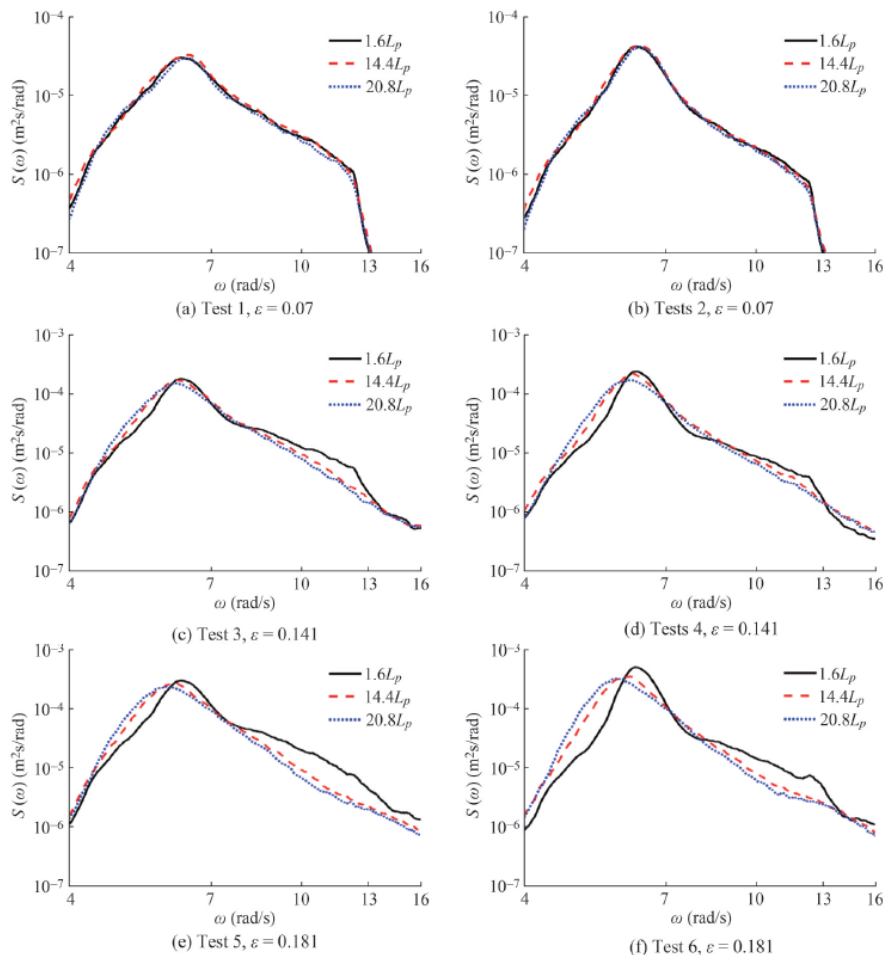 10⁻⁴
10⁻⁵
10⁻⁶
10⁻⁷
S (ω) (m²s/rad)
1.6Lₚ
14.4Lₚ
20.8Lₚ
4 7 10 13 16
ω (rad/s)
(a) Test 1, ε = 0.07
10⁻⁴
10⁻⁵
10⁻⁶
10⁻⁷
S (ω) (m²s/rad)
1.6Lₚ
14.4Lₚ
20.8Lₚ
4 7 10 13 16
ω (rad/s)
(b) Tests 2, ε = 0.07
10⁻³
10⁻⁴
10⁻⁵
10⁻⁶
10⁻⁷
S (ω) (m²s/rad)
1.6Lₚ
14.4Lₚ
20.8Lₚ
4 7 10 13 16
ω (rad/s)
(c) Test 3, ε = 0.141
10⁻³
10⁻⁴
10⁻⁵
10⁻⁶
10⁻⁷
S (ω) (m²s/rad)
1.6Lₚ
14.4Lₚ
20.8Lₚ
4 7 10 13 16
ω (rad/s)
(d) Tests 4, ε = 0.141
10⁻³
10⁻⁴
10⁻⁵
10⁻⁶
10⁻⁷
S (ω) (m²s/rad)
1.6Lₚ
14.4Lₚ
20.8Lₚ
4 7 10 13 16
ω (rad/s)
(e) Test 5, ε = 0.181
10⁻³
10⁻⁴
10⁻⁵
10⁻⁶
10⁻⁷
S (ω) (m²s/rad)
1.6Lₚ
14.4Lₚ
20.8Lₚ
4 7 10 13 16
ω (rad/s)
(f) Test 6, ε = 0.181